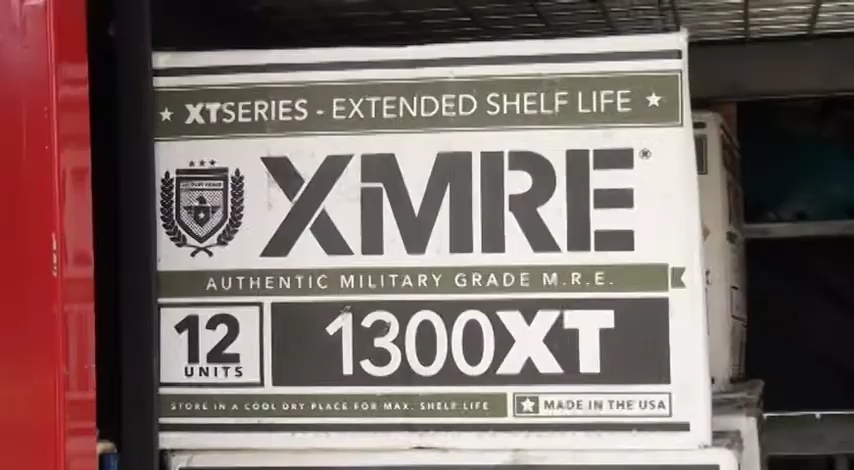 ★ XTSERIES - EXTENDED SHELF LIFE ★
XMRE®
AUTHENTIC MILITARY GRADE M.R.E.
12
UNITS
1300XT
STORE IN A COOL DRY PLACE FOR MAX. SHELF LIFE
★ MADE IN THE USA